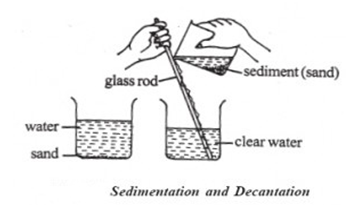 glass rod
sediment (sand)
water
clear water
sand
Sedimentation and Decantation